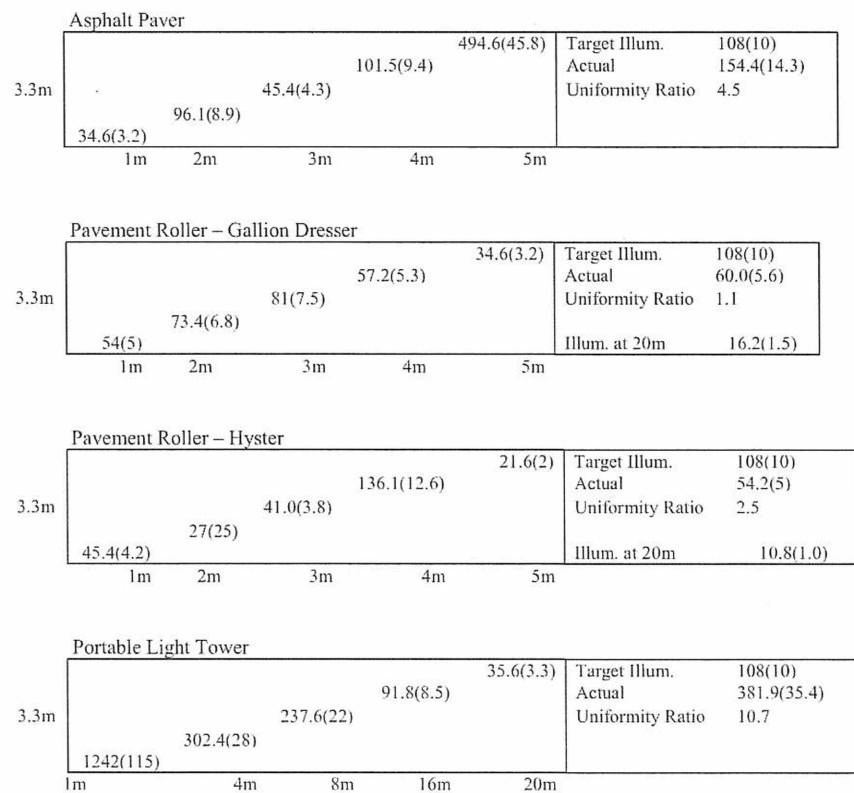 Asphalt Paver
494.6(45.8) Target Illum. 108(10)
101.5(9.4) Actual 154.4(14.3)
3.3m 45.4(4.3) Uniformity Ratio 4.5
96.1(8.9)
34.6(3.2)
1m 2m 3m 4m 5m
Pavement Roller – Gallion Dresser
34.6(3.2) Target Illum. 108(10)
57.2(5.3) Actual 60.0(5.6)
3.3m 81(7.5) Uniformity Ratio 1.1
73.4(6.8)
54(5) Illum. at 20m 16.2(1.5)
1m 2m 3m 4m 5m
Pavement Roller – Hyster
21.6(2) Target Illum. 108(10)
136.1(12.6) Actual 54.2(5)
3.3m 41.0(3.8) Uniformity Ratio 2.5
27(25)
45.4(4.2) Illum. at 20m 10.8(1.0)
1m 2m 3m 4m 5m
Portable Light Tower
35.6(3.3) Target Illum. 108(10)
91.8(8.5) Actual 381.9(35.4)
3.3m 237.6(22) Uniformity Ratio 10.7
302.4(28)
1242(115)
1m 4m 8m 16m 20m